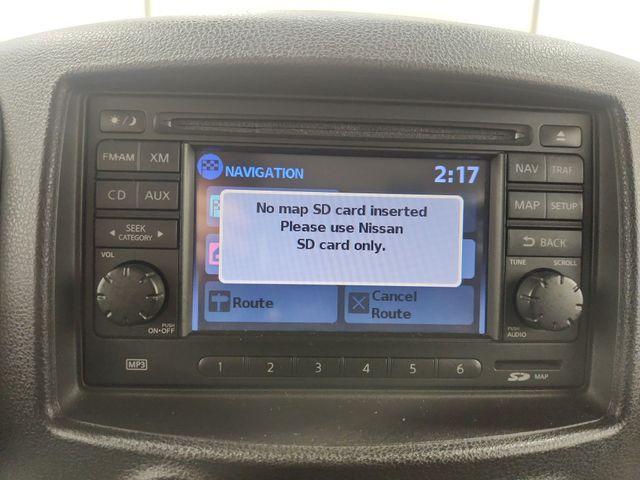 NAVIGATION 2:17
No map SD card inserted
Please use Nissan
SD card only.
Route
Cancel
Route
FM·AM XM
CD AUX
SEEK
CATEGORY
VOL
PUSH
ON·OFF
NAV TRAF
MAP SETUP
BACK
TUNE SCROLL
PUSH
AUDIO
MP3
1 2 3 4 5 6
SD MAP